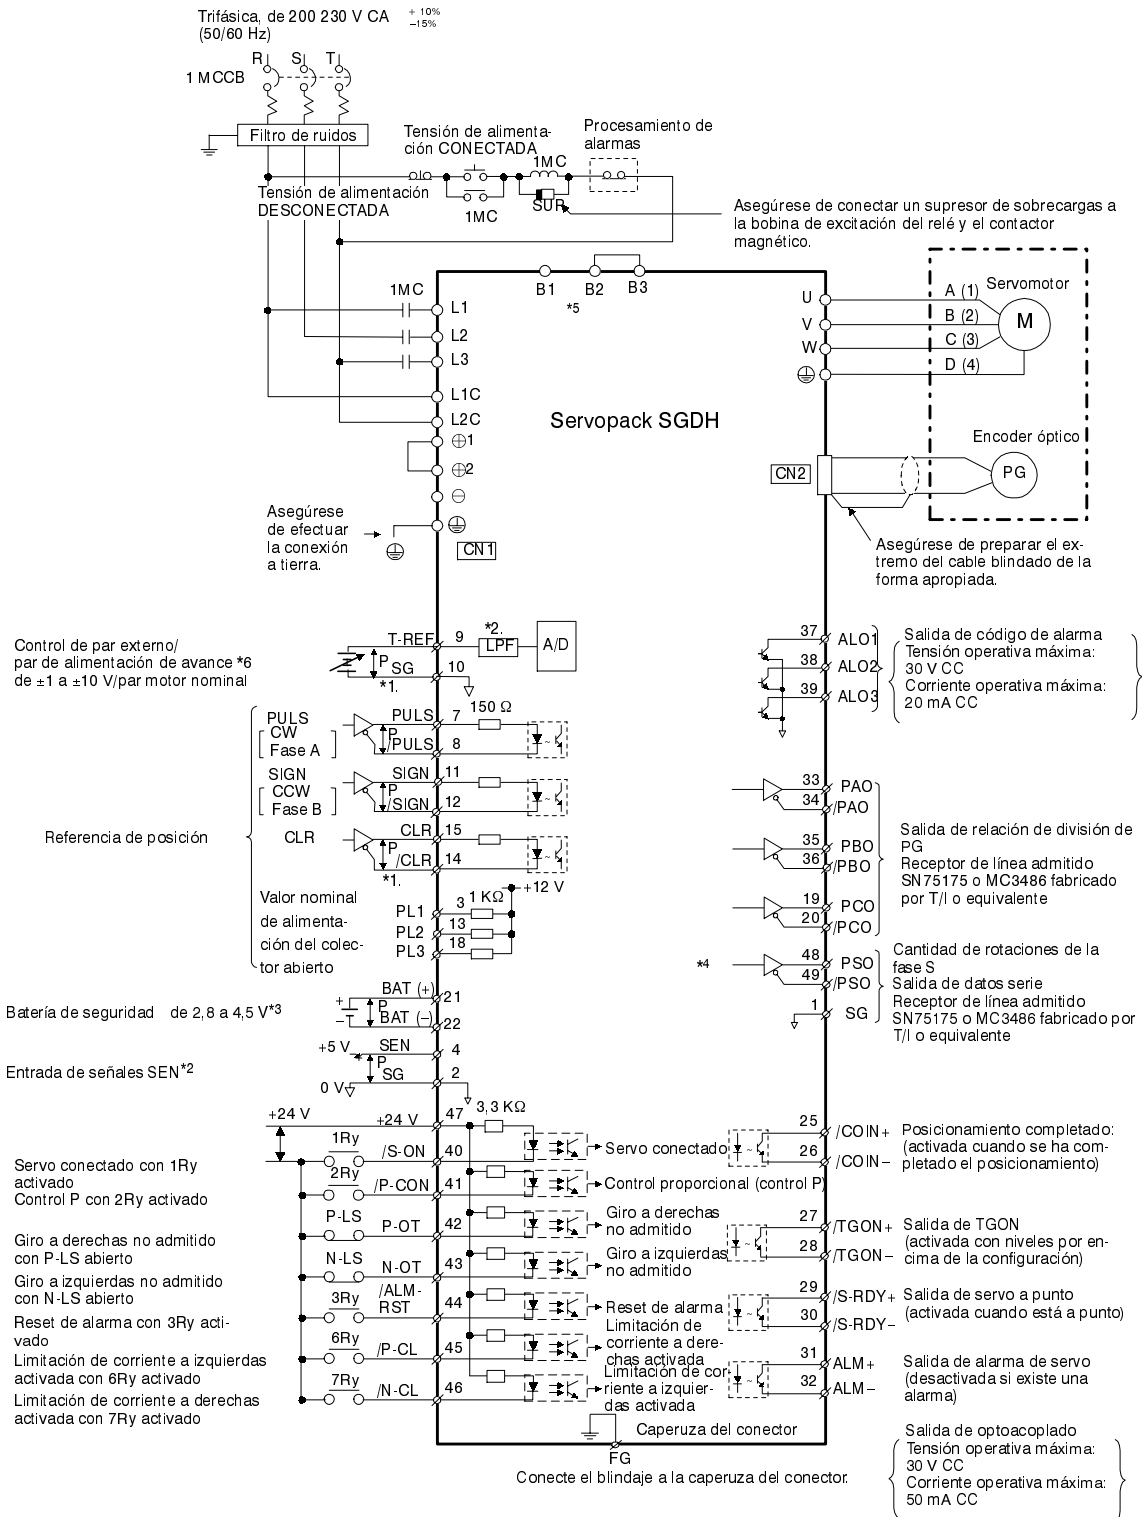 Trifásica, de 200 230 V CA + 10% –15%
(50/60 Hz)
R S T
1 MCCB
Filtro de ruidos
Tensión de alimenta-
ción CONECTADA
Procesamiento de
alarmas
1MC
Tensión de alimentación
DESCONECTADA
1MC
SUP
Asegúrese de conectar un supresor de sobrecargas a
la bobina de excitación del relé y el contactor
magnético.
B1 B2 B3
*5
1MC
L1
L2
L3
L1C
L2C
1
2
Servopack SGDH
U
V
W
A (1)
B (2)
C (3)
D (4)
Servomotor
M
Encoder óptico
PG
CN2
Asegúrese de preparar el ex-
tremo del cable blindado de la
forma apropiada.
Asegúrese
de efectuar
la conexión
a tierra.
CN1
Control de par externo/
par de alimentación de avance *6
de ±1 a ±10 V/par motor nominal
T-REF 9
*2.
LPF
A/D
P
SG 10
*1.
150 Ω
PULS
CW
Fase A
PULS 7
P
/PULS 8
SIGN
CCW
Fase B
SIGN 11
P
/SIGN 12
Referencia de posición
CLR
CLR 15
P
/CLR 14
*1.
+12 V
Valor nominal
de alimenta-
ción del colec-
tor abierto
PL1 3 1 KΩ
PL2 13
PL3 18
Batería de seguridad de 2,8 a 4,5 V*3
+
–
BAT (+) 21
P
BAT (–) 22
Entrada de señales SEN*2
+5 V SEN 4
P
0 V SG 2
+24 V
+24 V 47 3,3 KΩ
1Ry /S-ON 40
Servo conectado
2Ry /P-CON 41
Control proporcional (control P)
P-LS P-OT 42
Giro a derechas
no admitido
N-LS N-OT 43
Giro a izquierdas
no admitido
3Ry /ALM-
RST 44
Reset de alarma
6Ry /P-CL 45
Limitación de
corriente a dere-
chas activada
7Ry /N-CL 46
Limitación de cor
riente a izquier-
das activada
Servo conectado con 1Ry
activado
Control P con 2Ry activado
Giro a derechas no admitido
con P-LS abierto
Giro a izquierdas no admitido
con N-LS abierto
Reset de alarma con 3Ry acti-
vado
Limitación de corriente a izquierdas
activada con 6Ry activado
Limitación de corriente a derechas
activada con 7Ry activado
37 ALO1
38 ALO2
39 ALO3
Salida de código de alarma
Tensión operativa máxima:
30 V CC
Corriente operativa máxima:
20 mA CC
33 PAO
34 /PAO
35 PBO
36 /PBO
19 PCO
20 /PCO
Salida de relación de división de
PG
Receptor de línea admitido
SN75175 o MC3486 fabricado
por T/I o equivalente
*4
48 PSO
49 /PSO
1 SG
Cantidad de rotaciones de la
fase S
Salida de datos serie
Receptor de línea admitido
SN75175 o MC3486 fabricado por
T/I o equivalente
25 /COIN+
26 /COIN–
Posicionamiento completado:
(activada cuando se ha com-
pletado el posicionamiento)
27 /TGON+
28 /TGON–
Salida de TGON
(activada con niveles por en-
cima de la configuración)
29 /S-RDY+
30 /S-RDY–
Salida de servo a punto
(activada cuando está a punto)
31 ALM+
32 ALM–
Salida de alarma de servo
(desactivada si existe una
alarma)
Caperuza del conector
FG
Conecte el blindaje a la caperuza del conector.
Salida de optoacoplado
Tensión operativa máxima:
30 V CC
Corriente operativa máxima:
50 mA CC